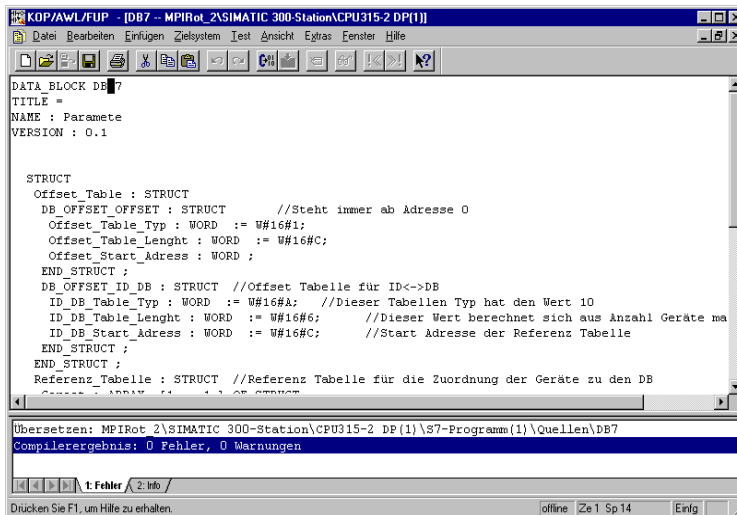 KOP/AWL/FUP - [DB7 -- MPIRot_2\SIMATIC 300-Station\CPU315-2 DP(1)]
Datei Bearbeiten Einfügen Zielsystem Test Ansicht Extras Fenster Hilfe
DATA_BLOCK DB 7
TITLE =
NAME : Paramete
VERSION : 0.1
STRUCT
Offset_Table : STRUCT
DB_OFFSET_OFFSET : STRUCT //Steht immer ab Adresse 0
Offset_Table_Typ : WORD := W#16#1;
Offset_Table_Lenght : WORD := W#16#C;
Offset_Start_Adress : WORD ;
END_STRUCT ;
DB_OFFSET_ID_DB : STRUCT //Offset Tabelle für ID<->DB
ID_DB_Table_Typ : WORD := W#16#A; //Dieser Tabellen Typ hat den Wert 10
ID_DB_Table_Lenght : WORD := W#16#6; //Dieser Wert berechnet sich aus Anzahl Geräte ma
ID_DB_Start_Adress : WORD := W#16#C; //Start Adresse der Referenz Tabelle
END_STRUCT ;
END_STRUCT ;
Referenz_Tabelle : STRUCT //Referenz Tabelle für die Zuordnung der Geräte zu den DB
Übersetzen: MPIRot_2\SIMATIC 300-Station\CPU315-2 DP(1)\S7-Programm(1)\Quellen\DB7
Compilerergebnis: 0 Fehler, 0 Warnungen
1: Fehler 2: Info
Drücken Sie F1, um Hilfe zu erhalten. offline Ze 1 Sp 14 Einfg